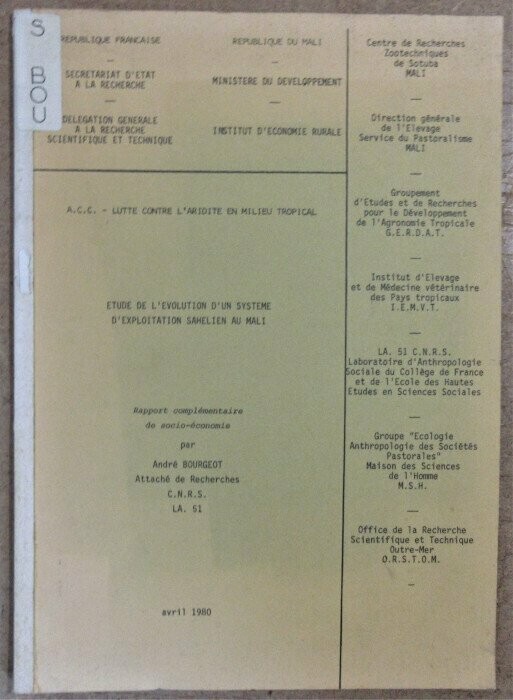 S
BOU
REPUBLIQUE FRANCAISE
SECRETARIAT D'ETAT
A LA RECHERCHE
DELEGATION GENERALE
A LA RECHERCHE
SCIENTIFIQUE ET TECHNIQUE
REPUBLIQUE DU MALI
MINISTERE DU DEVELOPPEMENT
INSTITUT D'ECONOMIE RURALE
A.C.C. - LUTTE CONTRE L'ARIDITE EN MILIEU TROPICAL
ETUDE DE L'EVOLUTION D'UN SYSTEME
D'EXPLOITATION SAHELIEN AU MALI
Rapport complémentaire
de socio-économie
par
André BOURGEOT
Attaché de Recherches
C.N.R.S.
LA. 51
avril 1980
Centre de Recherches
Zootechniques
de Sotuba
MALI
Direction générale
de l'Elevage
Service du Pastoralisme
MALI
Groupement
d'Etudes et de Recherches
pour le Développement
de l'Agronomie Tropicale
G.E.R.D.A.T.
Institut d'Elevage
et de Médecine vétérinaire
des Pays tropicaux
I.E.M.V.T.
LA. 51 C.N.R.S.
Laboratoire d'Anthropologie
Sociale du Collège de France
et de l'Ecole des Hautes
Etudes en Sciences Sociales
Groupe "Ecologie
Anthropologie des Sociétés
Pastorales"
Maison des Sciences
de l'Homme
M.S.H.
Office de la Recherche
Scientifique et Technique
Outre-Mer
O.R.S.T.O.M.